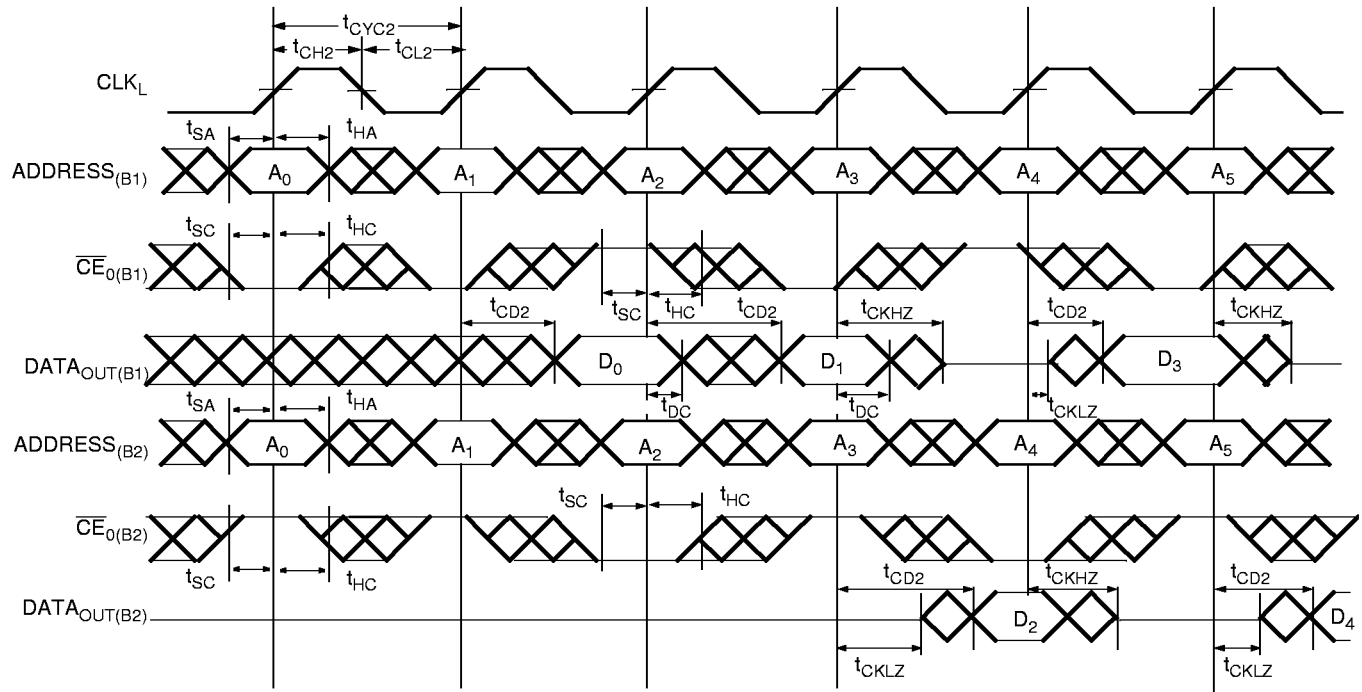 tCYC2
tCH2 tCL2
CLKL
tSA tHA
ADDRESS(B1) A0 A1 A2 A3 A4 A5
tSC tHC
CE0(B1)
tSC tHC
tCD2 tCD2 tCKHZ tCD2 tCKHZ
DATAOUT(B1) D0 D1 D3
tSA tHA tDC tDC tCKLZ
ADDRESS(B2) A0 A1 A2 A3 A4 A5
tSC tHC
CE0(B2)
tSC tHC tCD2 tCKHZ tCD2
DATAOUT(B2) D2 D4
tCKLZ tCKLZ